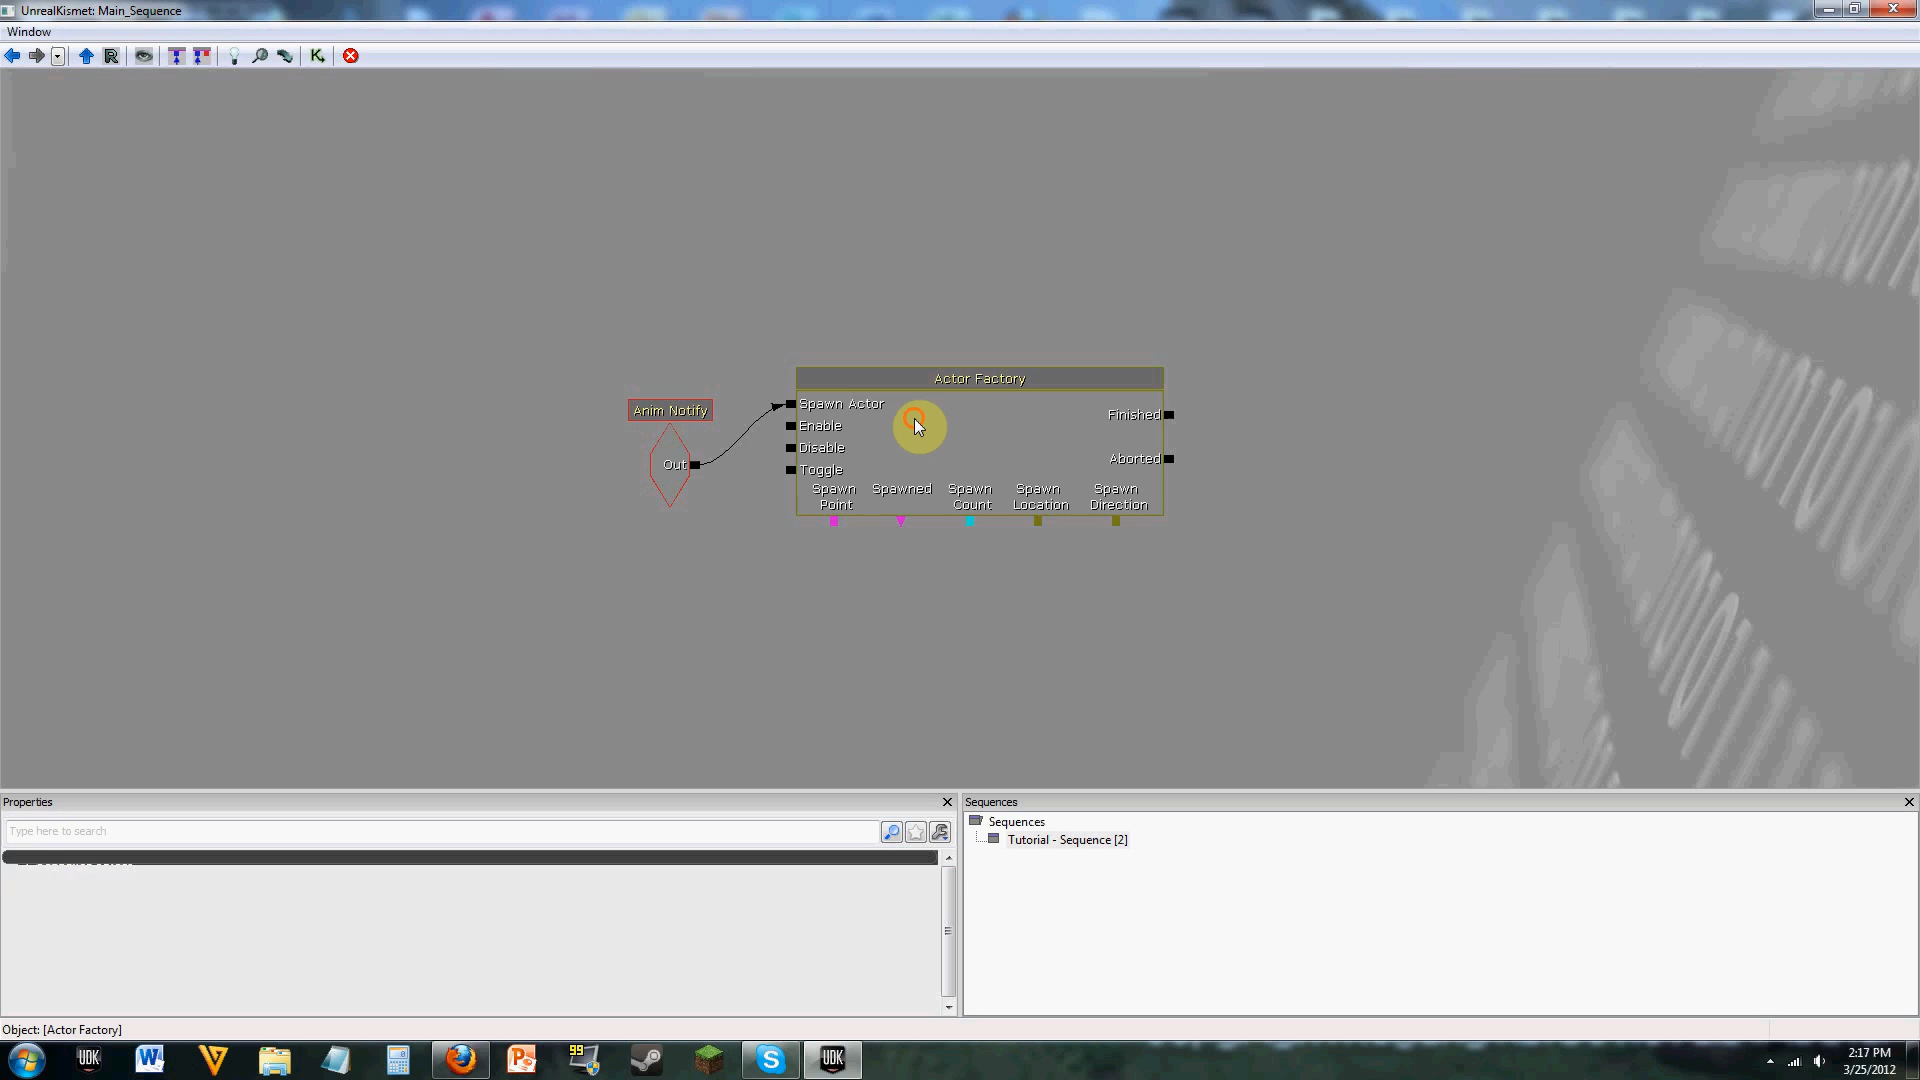 UnrealKismet: Main_Sequence
Window
Actor Factory
Anim Notify
Out
Spawn Actor
Enable
Disable
Toggle
Finished
Aborted
Spawn Point
Spawned
Spawn Count
Spawn Location
Spawn Direction
Properties
Type here to search
Sequences
Sequences
Tutorial - Sequence [2]
Object: [Actor Factory]
UDK
W
P
99
S
UDK
2:17 PM
3/25/2012